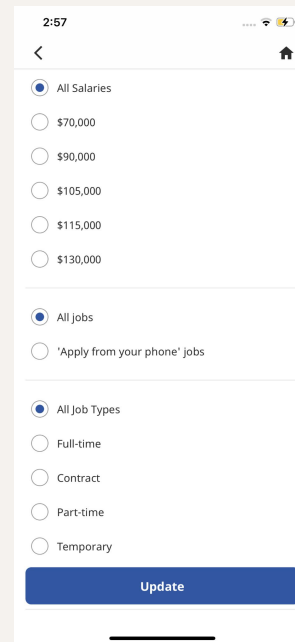 2:57
All Salaries
$70,000
$90,000
$105,000
$115,000
$130,000
All jobs
'Apply from your phone' jobs
All Job Types
Full-time
Contract
Part-time
Temporary
Update